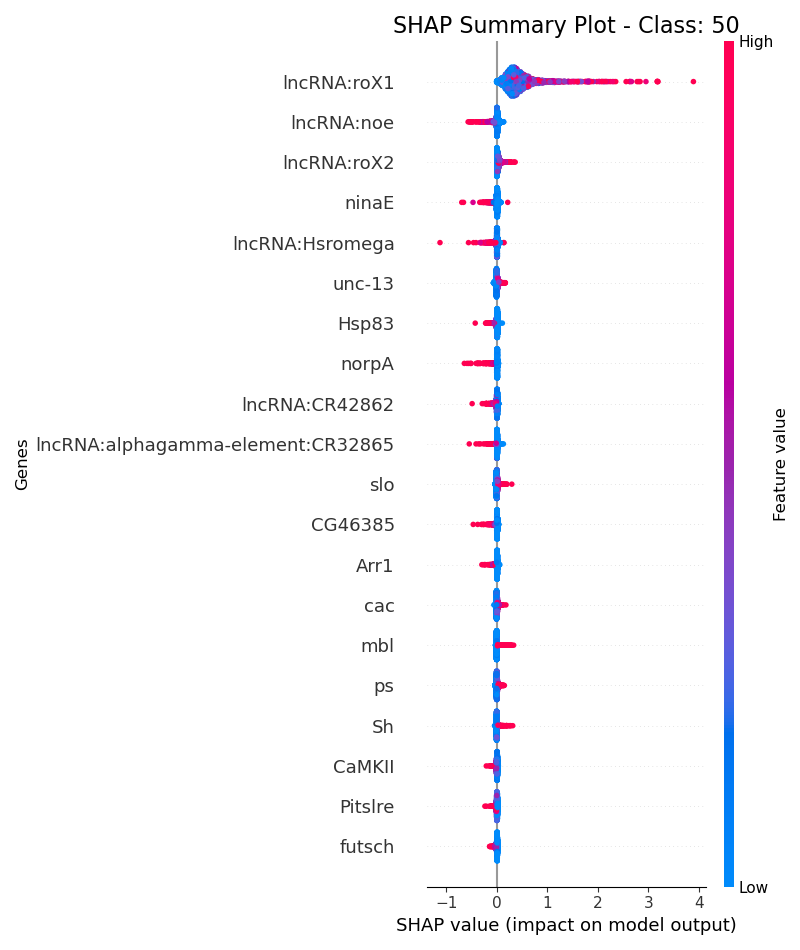 SHAP Summary Plot - Class: 50
High
lncRNA:roX1
lncRNA:noe
lncRNA:roX2
ninaE
lncRNA:Hsromega
unc-13
Hsp83
norpA
lncRNA:CR42862
lncRNA:alphagamma-element:CR32865
slo
CG46385
Arr1
cac
mbl
ps
Sh
CaMKII
Pitslre
futsch
Genes
Feature value
Low
−1 0 1 2 3 4
SHAP value (impact on model output)